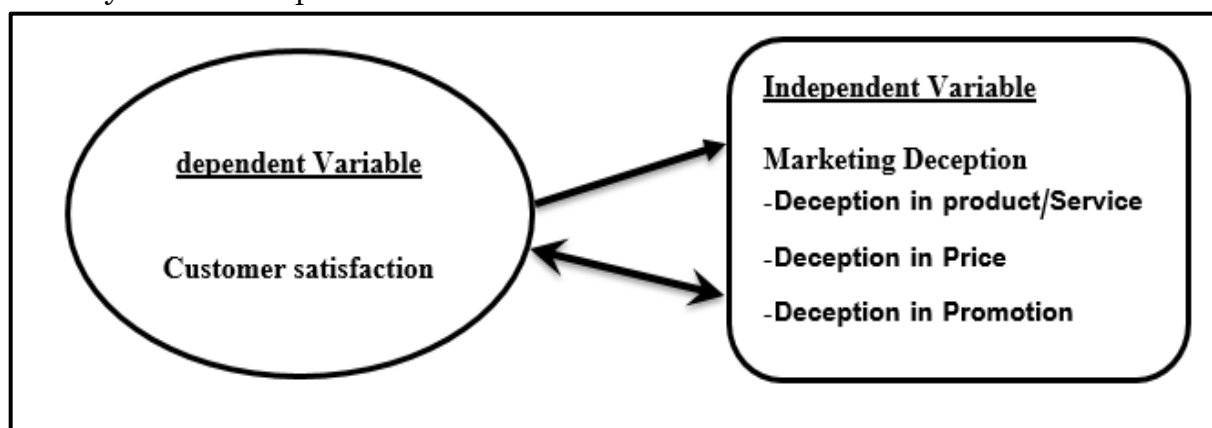 dependent Variable
Customer satisfaction
Independent Variable
Marketing Deception
-Deception in product/Service
-Deception in Price
-Deception in Promotion